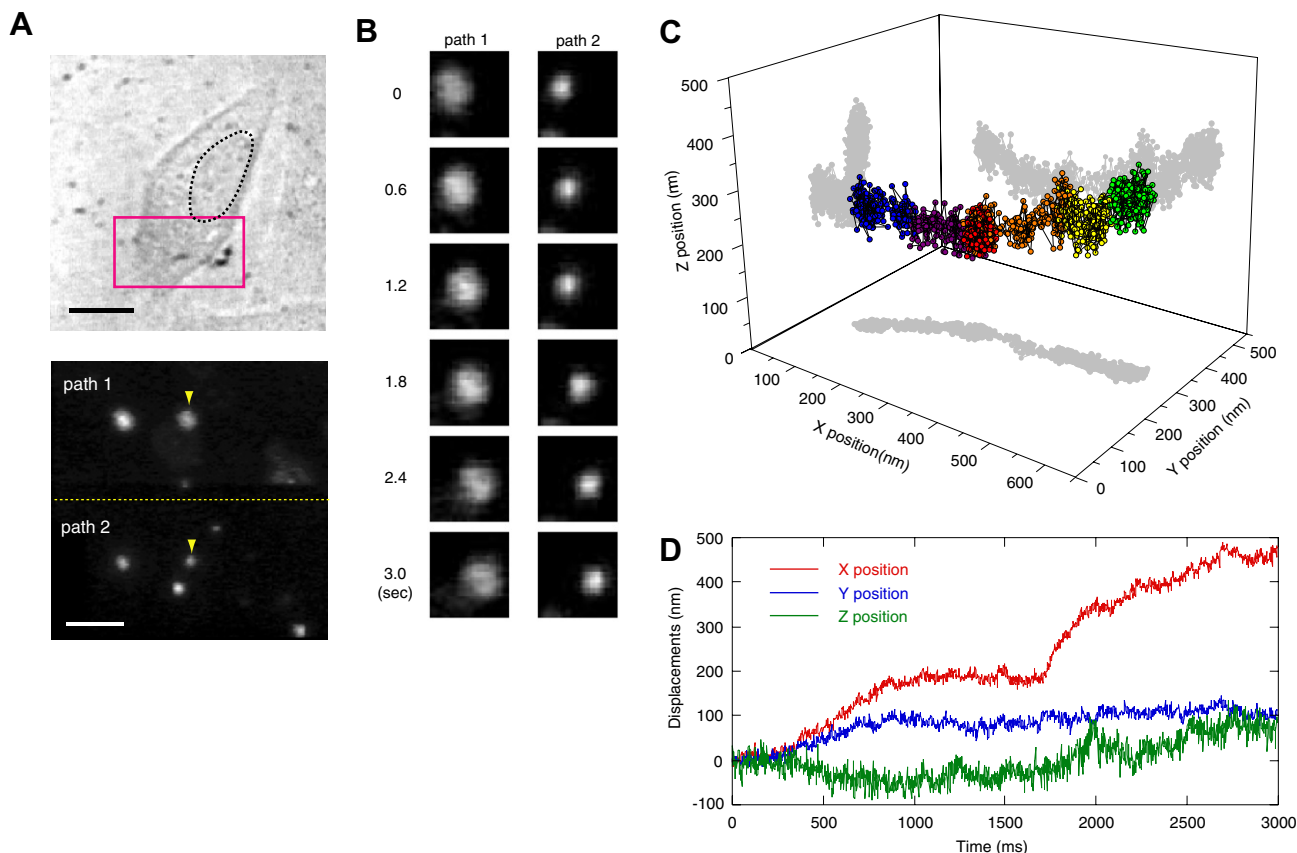 A
path 1
path 2
B
path 1 path 2
0
0.6
1.2
1.8
2.4
3.0
(sec)
C
500
400
300
200
100
0
Z position (nm)
100
200
300
400
500
600
X position(nm)
0
100
200
300
400
500
Y position (nm)
D
500
400
300
200
100
0
-100
Displacements (nm)
X position
Y position
Z position
0 500 1000 1500 2000 2500 3000
Time (ms)